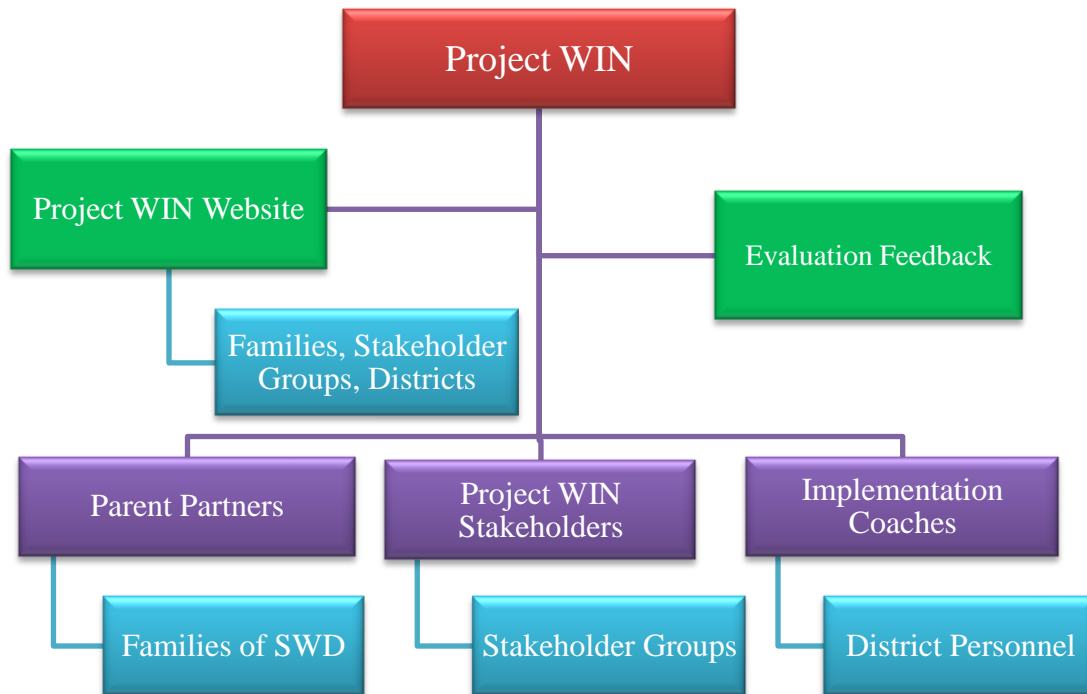 Project WIN
Project WIN Website
Evaluation Feedback
Families, Stakeholder
Groups, Districts
Parent Partners
Project WIN
Stakeholders
Implementation
Coaches
Families of SWD
Stakeholder Groups
District Personnel